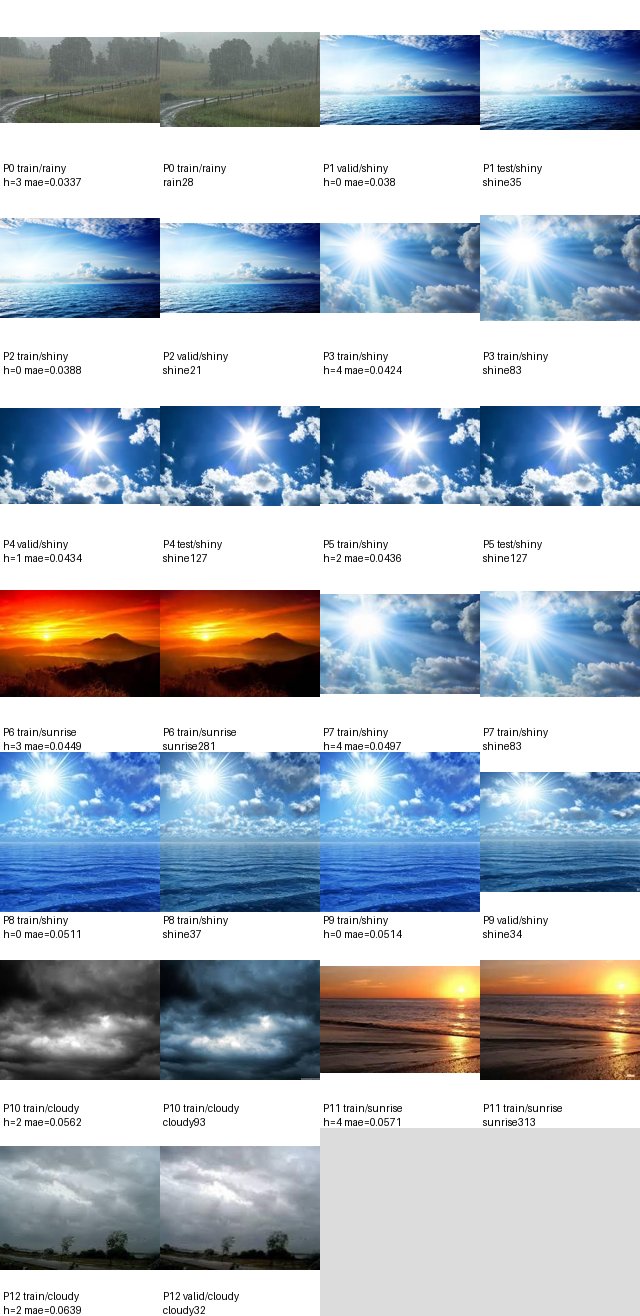 P0 train/rainy
h=3 mae=0.0337
P0 train/rainy
rain28
P1 valid/shiny
h=0 mae=0.038
P1 test/shiny
shine35
P2 train/shiny
h=0 mae=0.0388
P2 valid/shiny
shine21
P3 train/shiny
h=4 mae=0.0424
P3 train/shiny
shine83
P4 valid/shiny
h=1 mae=0.0434
P4 test/shiny
shine127
P5 train/shiny
h=2 mae=0.0436
P5 test/shiny
shine127
P6 train/sunrise
h=3 mae=0.0449
P6 train/sunrise
sunrise281
P7 train/shiny
h=4 mae=0.0497
P7 train/shiny
shine83
P8 train/shiny
h=0 mae=0.0511
P8 train/shiny
shine37
P9 train/shiny
h=0 mae=0.0514
P9 valid/shiny
shine34
P10 train/cloudy
h=2 mae=0.0562
P10 train/cloudy
cloudy93
P11 train/sunrise
h=4 mae=0.0571
P11 train/sunrise
sunrise313
P12 train/cloudy
h=2 mae=0.0639
P12 valid/cloudy
cloudy32